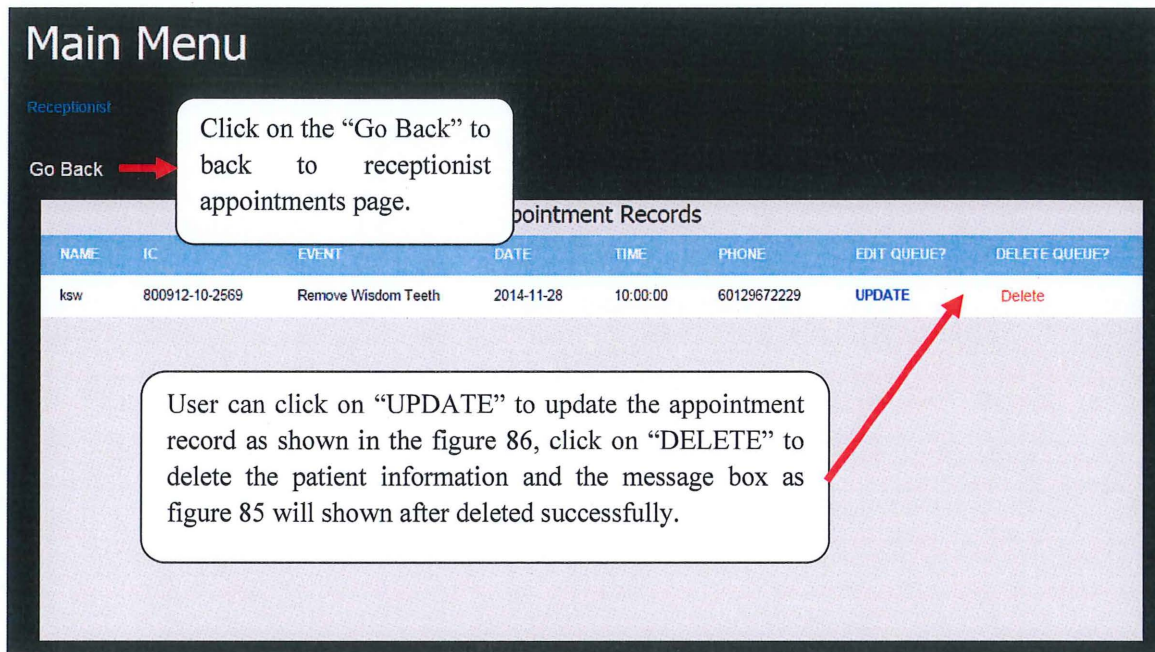 Main Menu
Receptionist
Click on the “Go Back” to
back to receptionist
appointments page.
Go Back
pointment Records
NAME IC EVENT DATE TIME PHONE EDIT QUEUE? DELETE QUEUE?
ksw 800912-10-2569 Remove Wisdom Teeth 2014-11-28 10:00:00 60129672229 UPDATE Delete
User can click on “UPDATE” to update the appointment
record as shown in the figure 86, click on “DELETE” to
delete the patient information and the message box as
figure 85 will shown after deleted successfully.